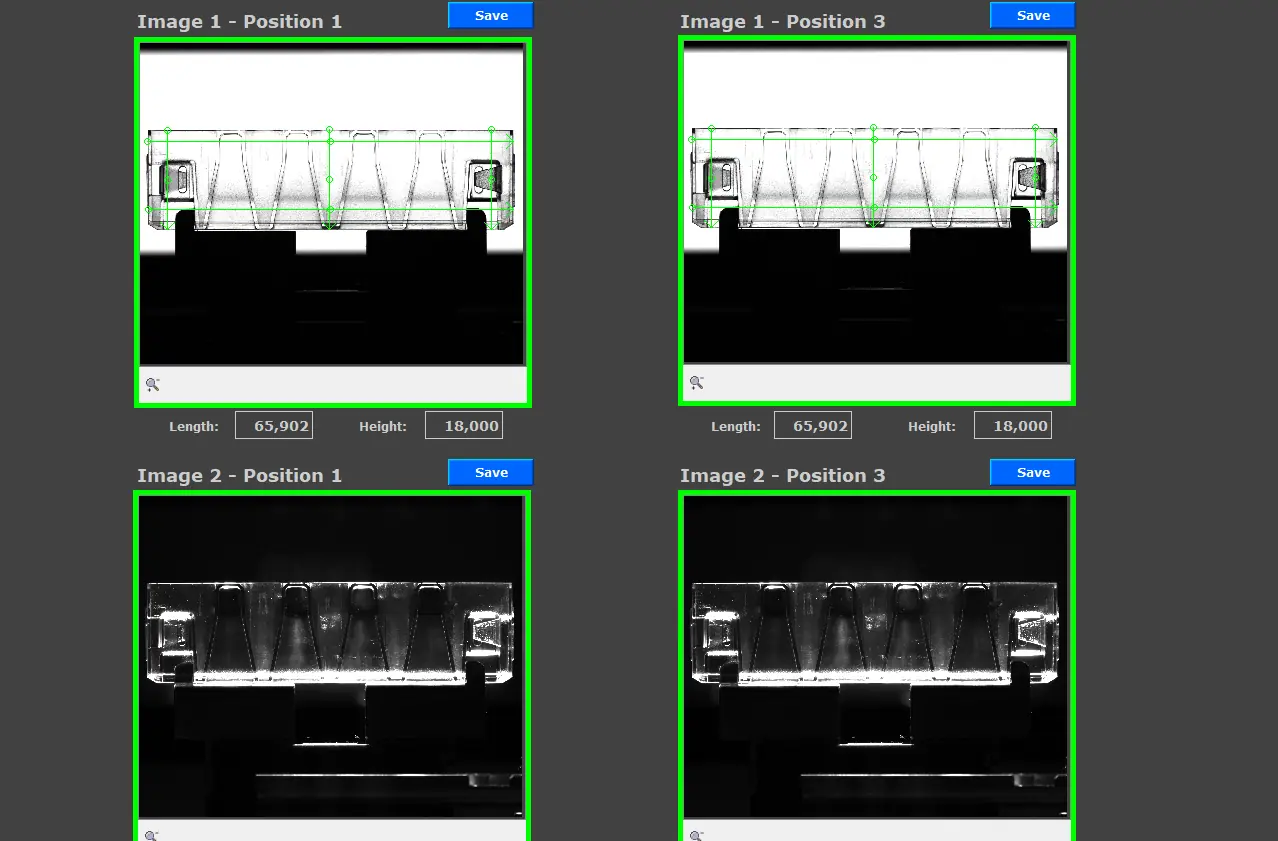 Image 1 - Position 1
Save
Image 1 - Position 3
Save
Length: 65,902 Height: 18,000
Length: 65,902 Height: 18,000
Image 2 - Position 1
Save
Image 2 - Position 3
Save